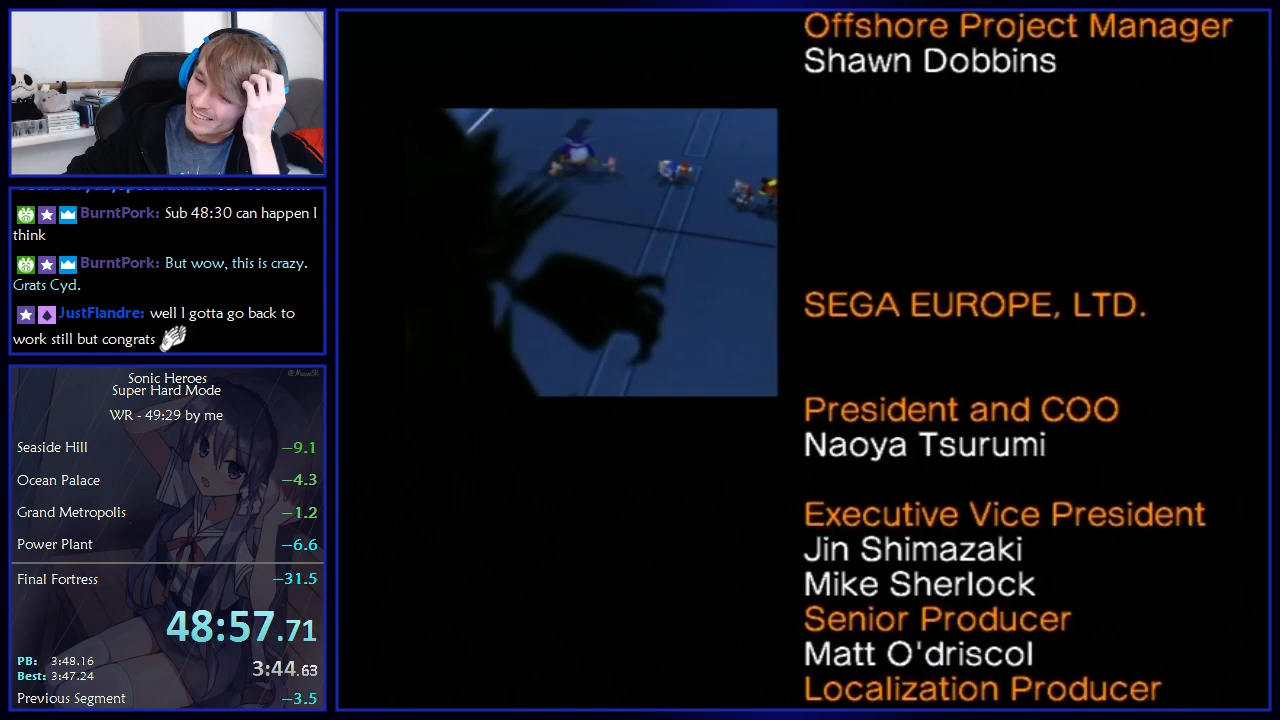 BurntPork: Sub 48:30 can happen I
think
BurntPork: But wow, this is crazy.
Grats Cyd.
JustFlandre: well I gotta go back to
work still but congrats
Sonic Heroes
Super Hard Mode
WR - 49:29 by me
Seaside Hill −9.1
Ocean Palace −4.3
Grand Metropolis −1.2
Power Plant −6.6
Final Fortress −31.5
48:57.71
PB: 3:48.16
Best: 3:47.24
3:44.63
Previous Segment −3.5
Offshore Project Manager
Shawn Dobbins
SEGA EUROPE, LTD.
President and COO
Naoya Tsurumi
Executive Vice President
Jin Shimazaki
Mike Sherlock
Senior Producer
Matt O'driscol
Localization Producer